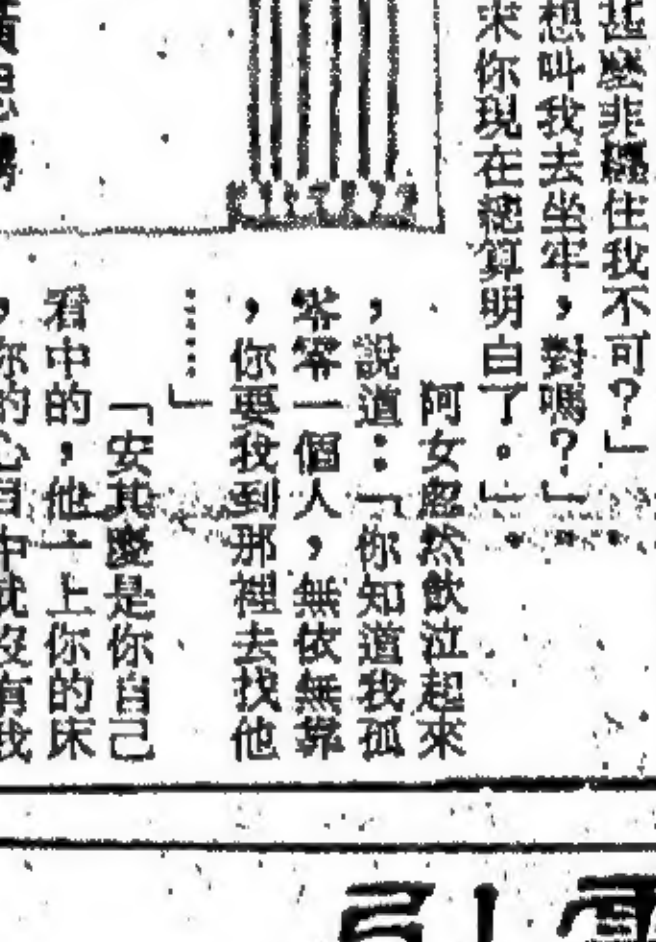 甚麼非纏住我不可？」
想叫我去坐牢，對嗎？」
來你現在總算明白了。」
阿女忽然飲泣起來
，說道：「你知道我孤
零零一個人，無依無靠
，你要我到那裡去找他
……」
「安其麼是你自己
看中的，他一上你的床
，你的心目中就沒有我